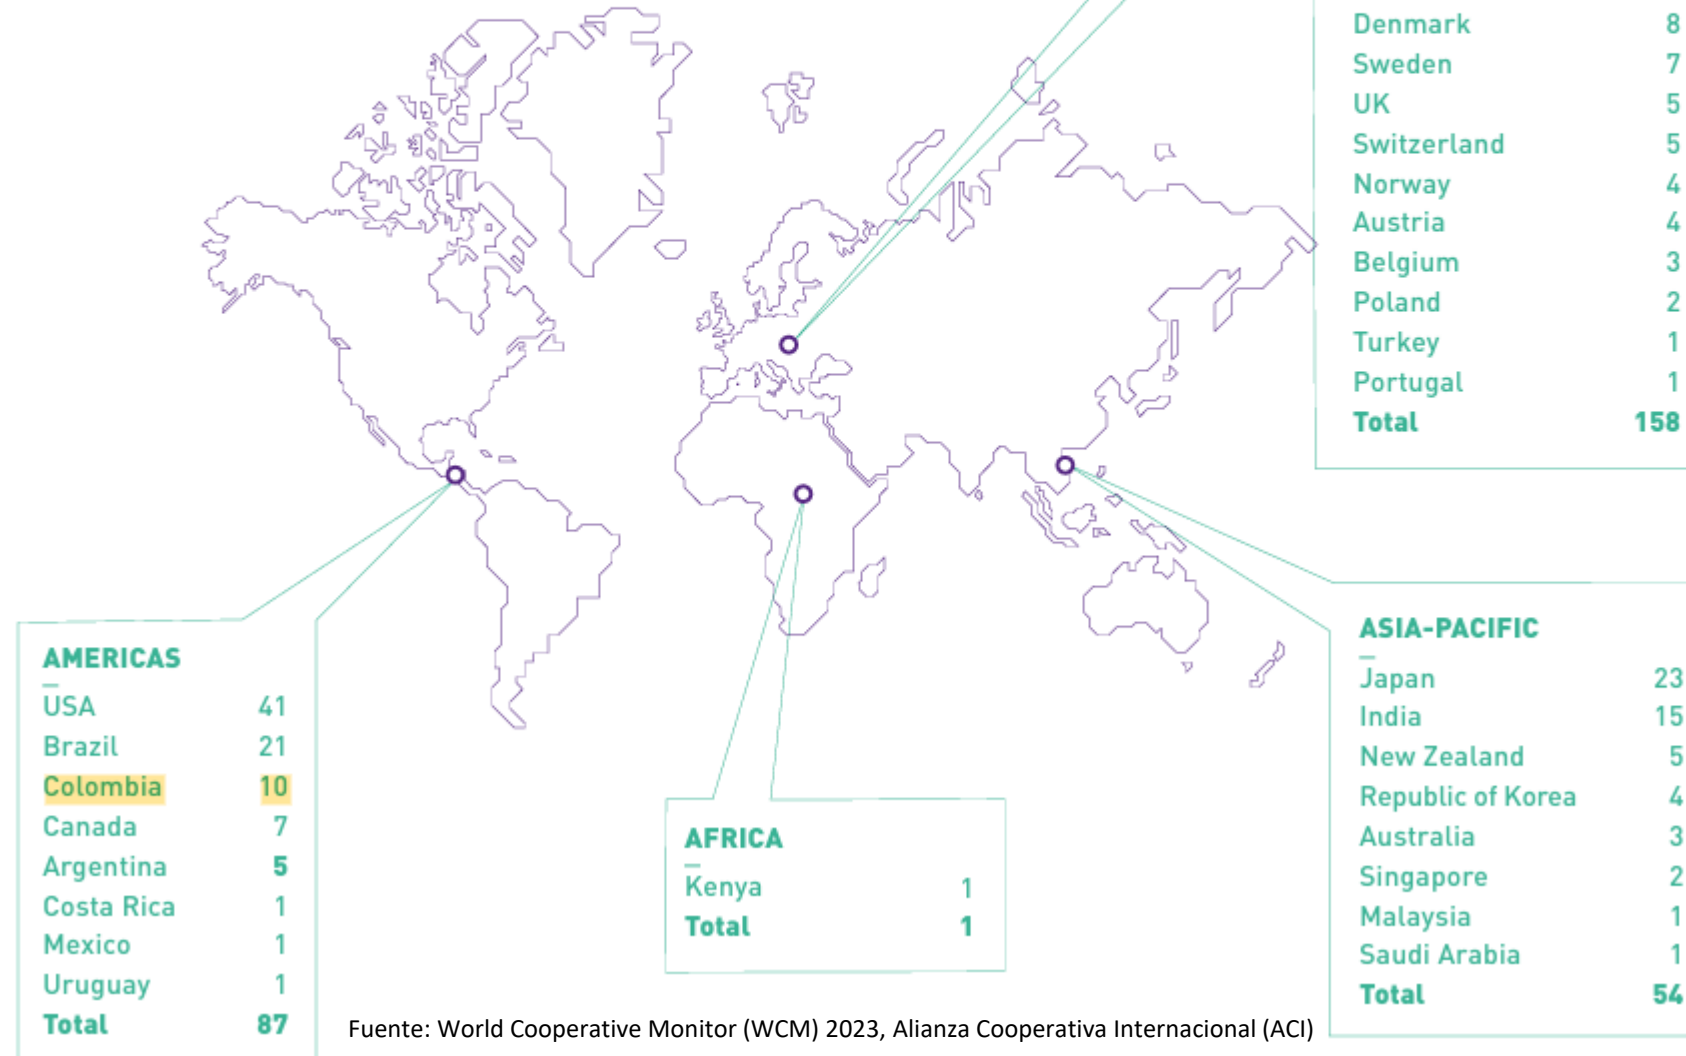 Denmark 8
Sweden 7
UK 5
Switzerland 5
Norway 4
Austria 4
Belgium 3
Poland 2
Turkey 1
Portugal 1
Total 158
AMERICAS
USA 41
Brazil 21
Colombia 10
Canada 7
Argentina 5
Costa Rica 1
Mexico 1
Uruguay 1
Total 87
AFRICA
Kenya 1
Total 1
ASIA-PACIFIC
Japan 23
India 15
New Zealand 5
Republic of Korea 4
Australia 3
Singapore 2
Malaysia 1
Saudi Arabia 1
Total 54
Fuente: World Cooperative Monitor (WCM) 2023, Alianza Cooperativa Internacional (ACI)